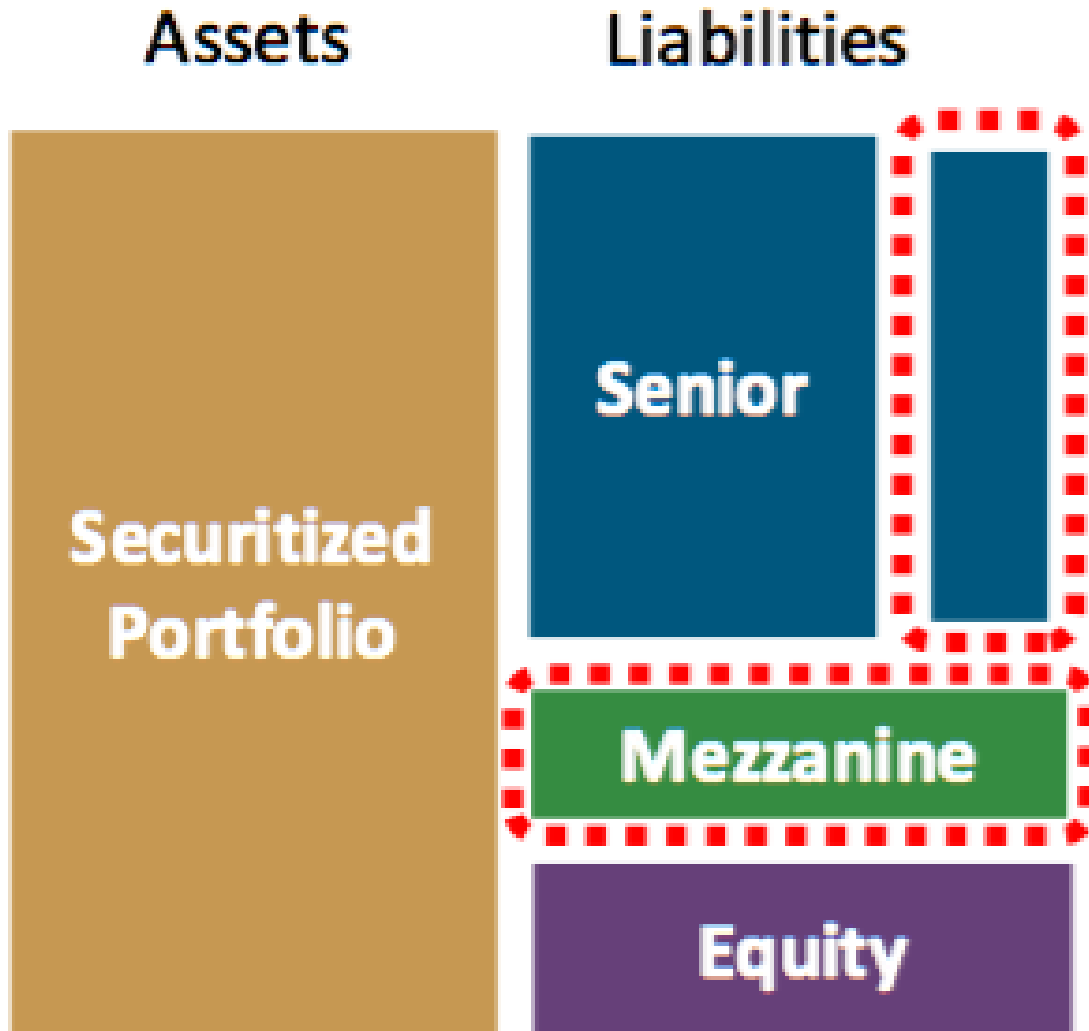 Assets
Liabilities
Senior
Securitized
Portfolio
Mezzanine
Equity